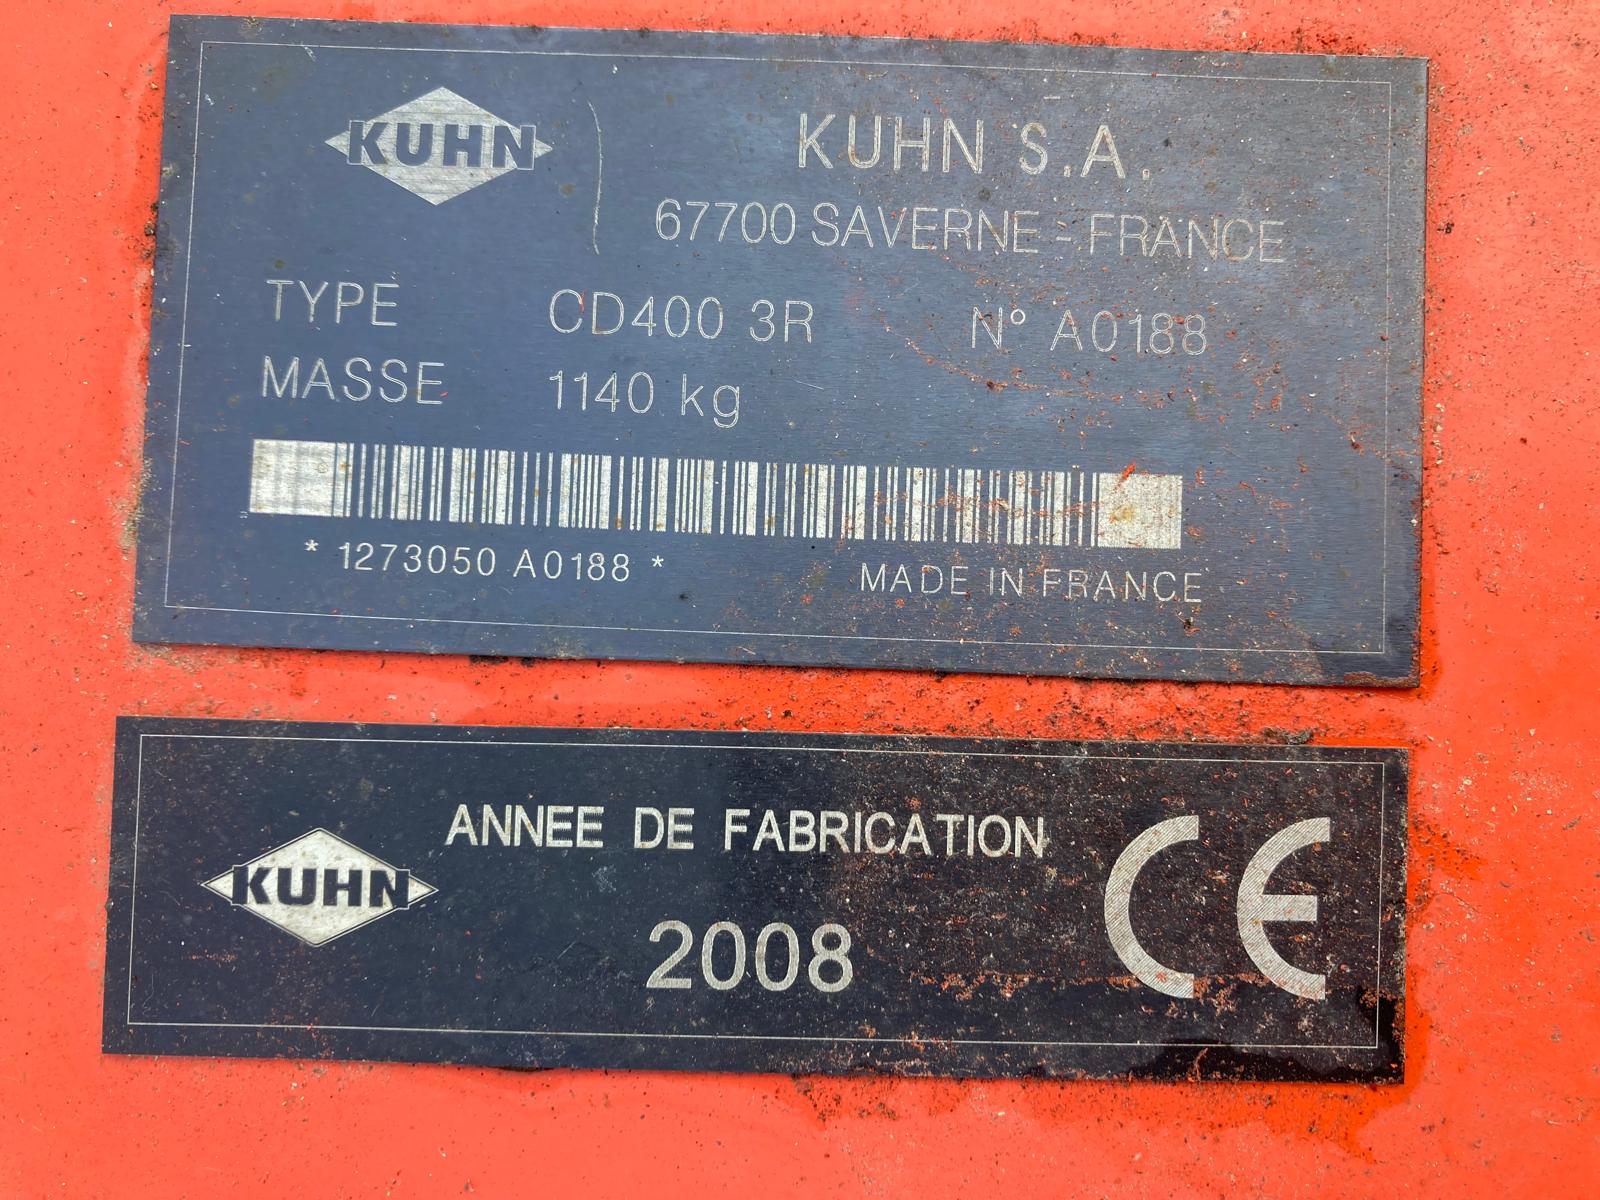 KUHN
KUHN S.A.
67700 SAVERNE - FRANCE
TYPE CD400 3R N° A0188
MASSE 1140 kg
* 1273050 A0188 *
MADE IN FRANCE
KUHN
ANNEE DE FABRICATION
2008
CE